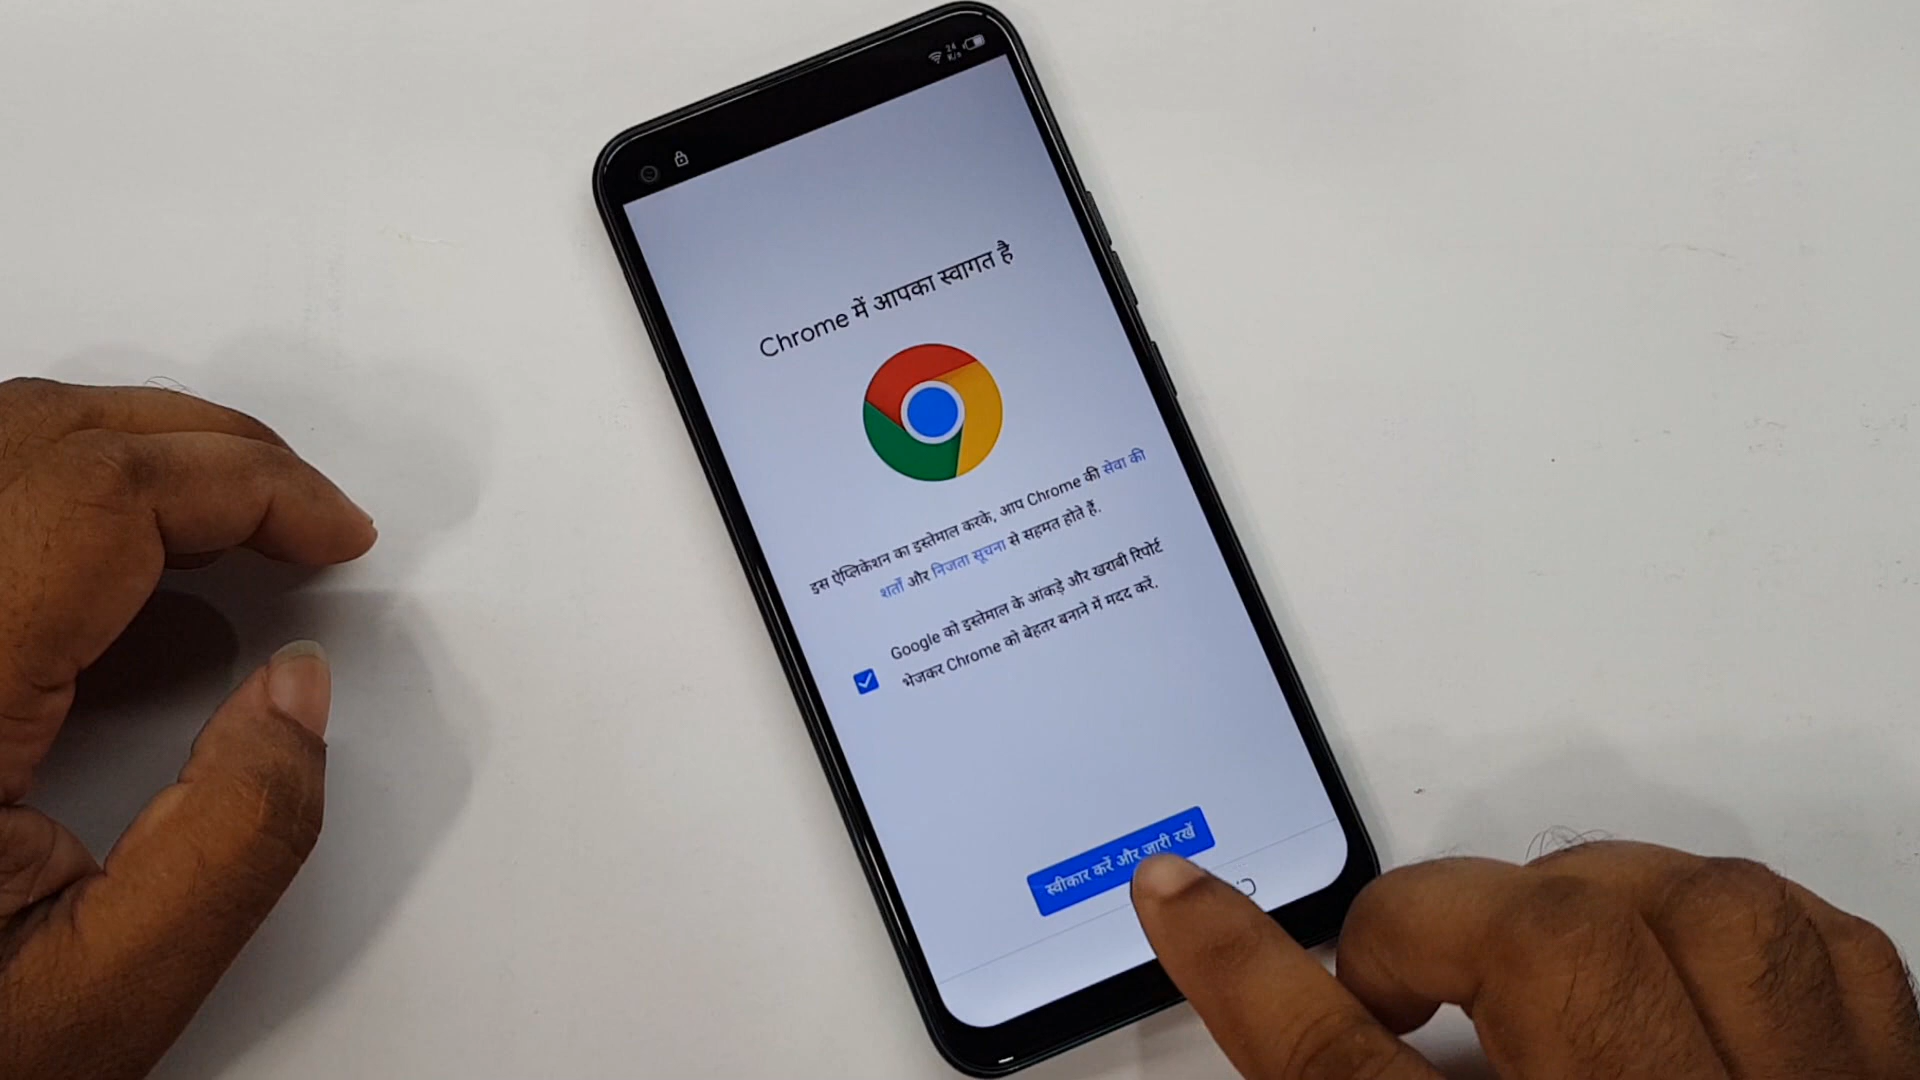 24
K/s
Chrome में आपका स्वागत है
इस ऐप्लिकेशन का इस्तेमाल करके, आप Chrome की सेवा की
शर्तों और निजता सूचना से सहमत होते हैं.
Google को इस्तेमाल के आंकड़े और खराबी रिपोर्ट
भेजकर Chrome को बेहतर बनाने में मदद करें.
स्वीकार करें और जारी रखें